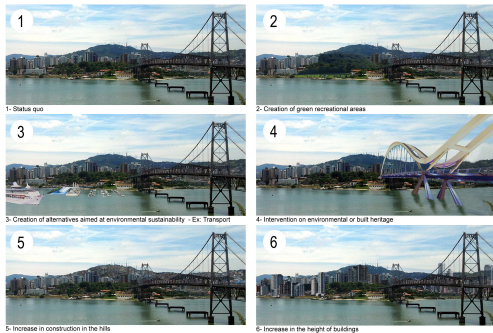 1
2
1- Status quo
2- Creation of green recreational areas
3
4
3- Creation of alternatives aimed at environmental sustainability - Ex: Transport
4- Intervention on environmental or built heritage
5
6
5- Increase in construction in the hills
6- Increase in the height of buildings